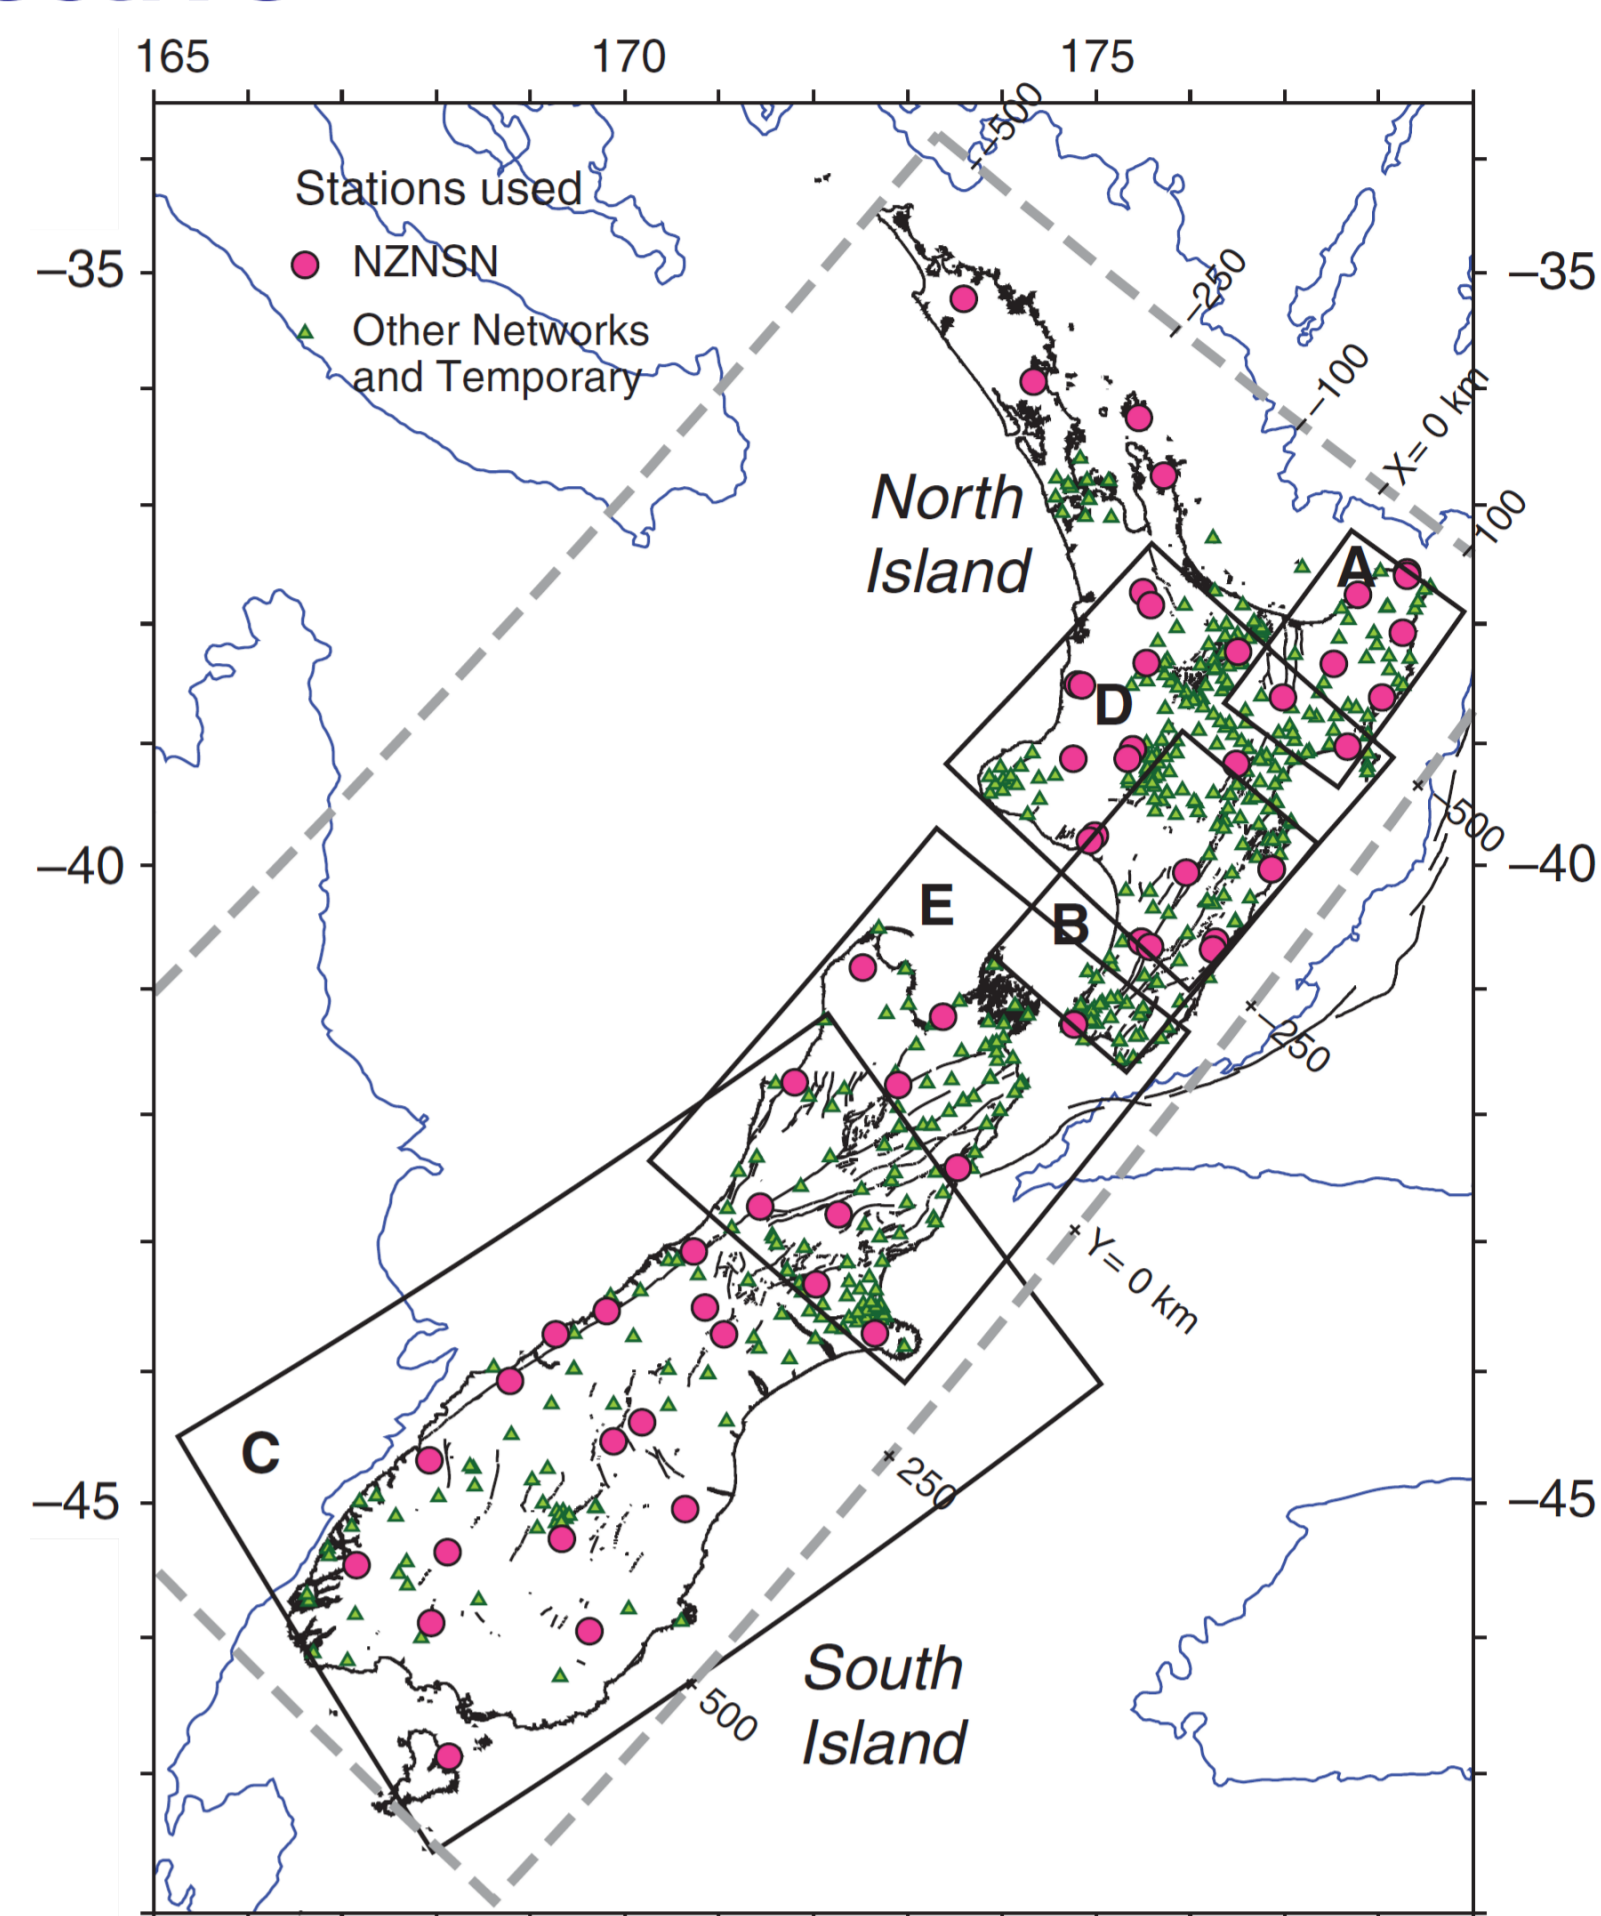 165 170 175
–500
Stations used
NZNSN
–35 –35
Other Networks
and Temporary
–250
–100
X= 0 km
100
North
Island
A
D
–500
–40 –40
E
B
–250
Y= 0 km
C
250
–45 –45
South
Island
500